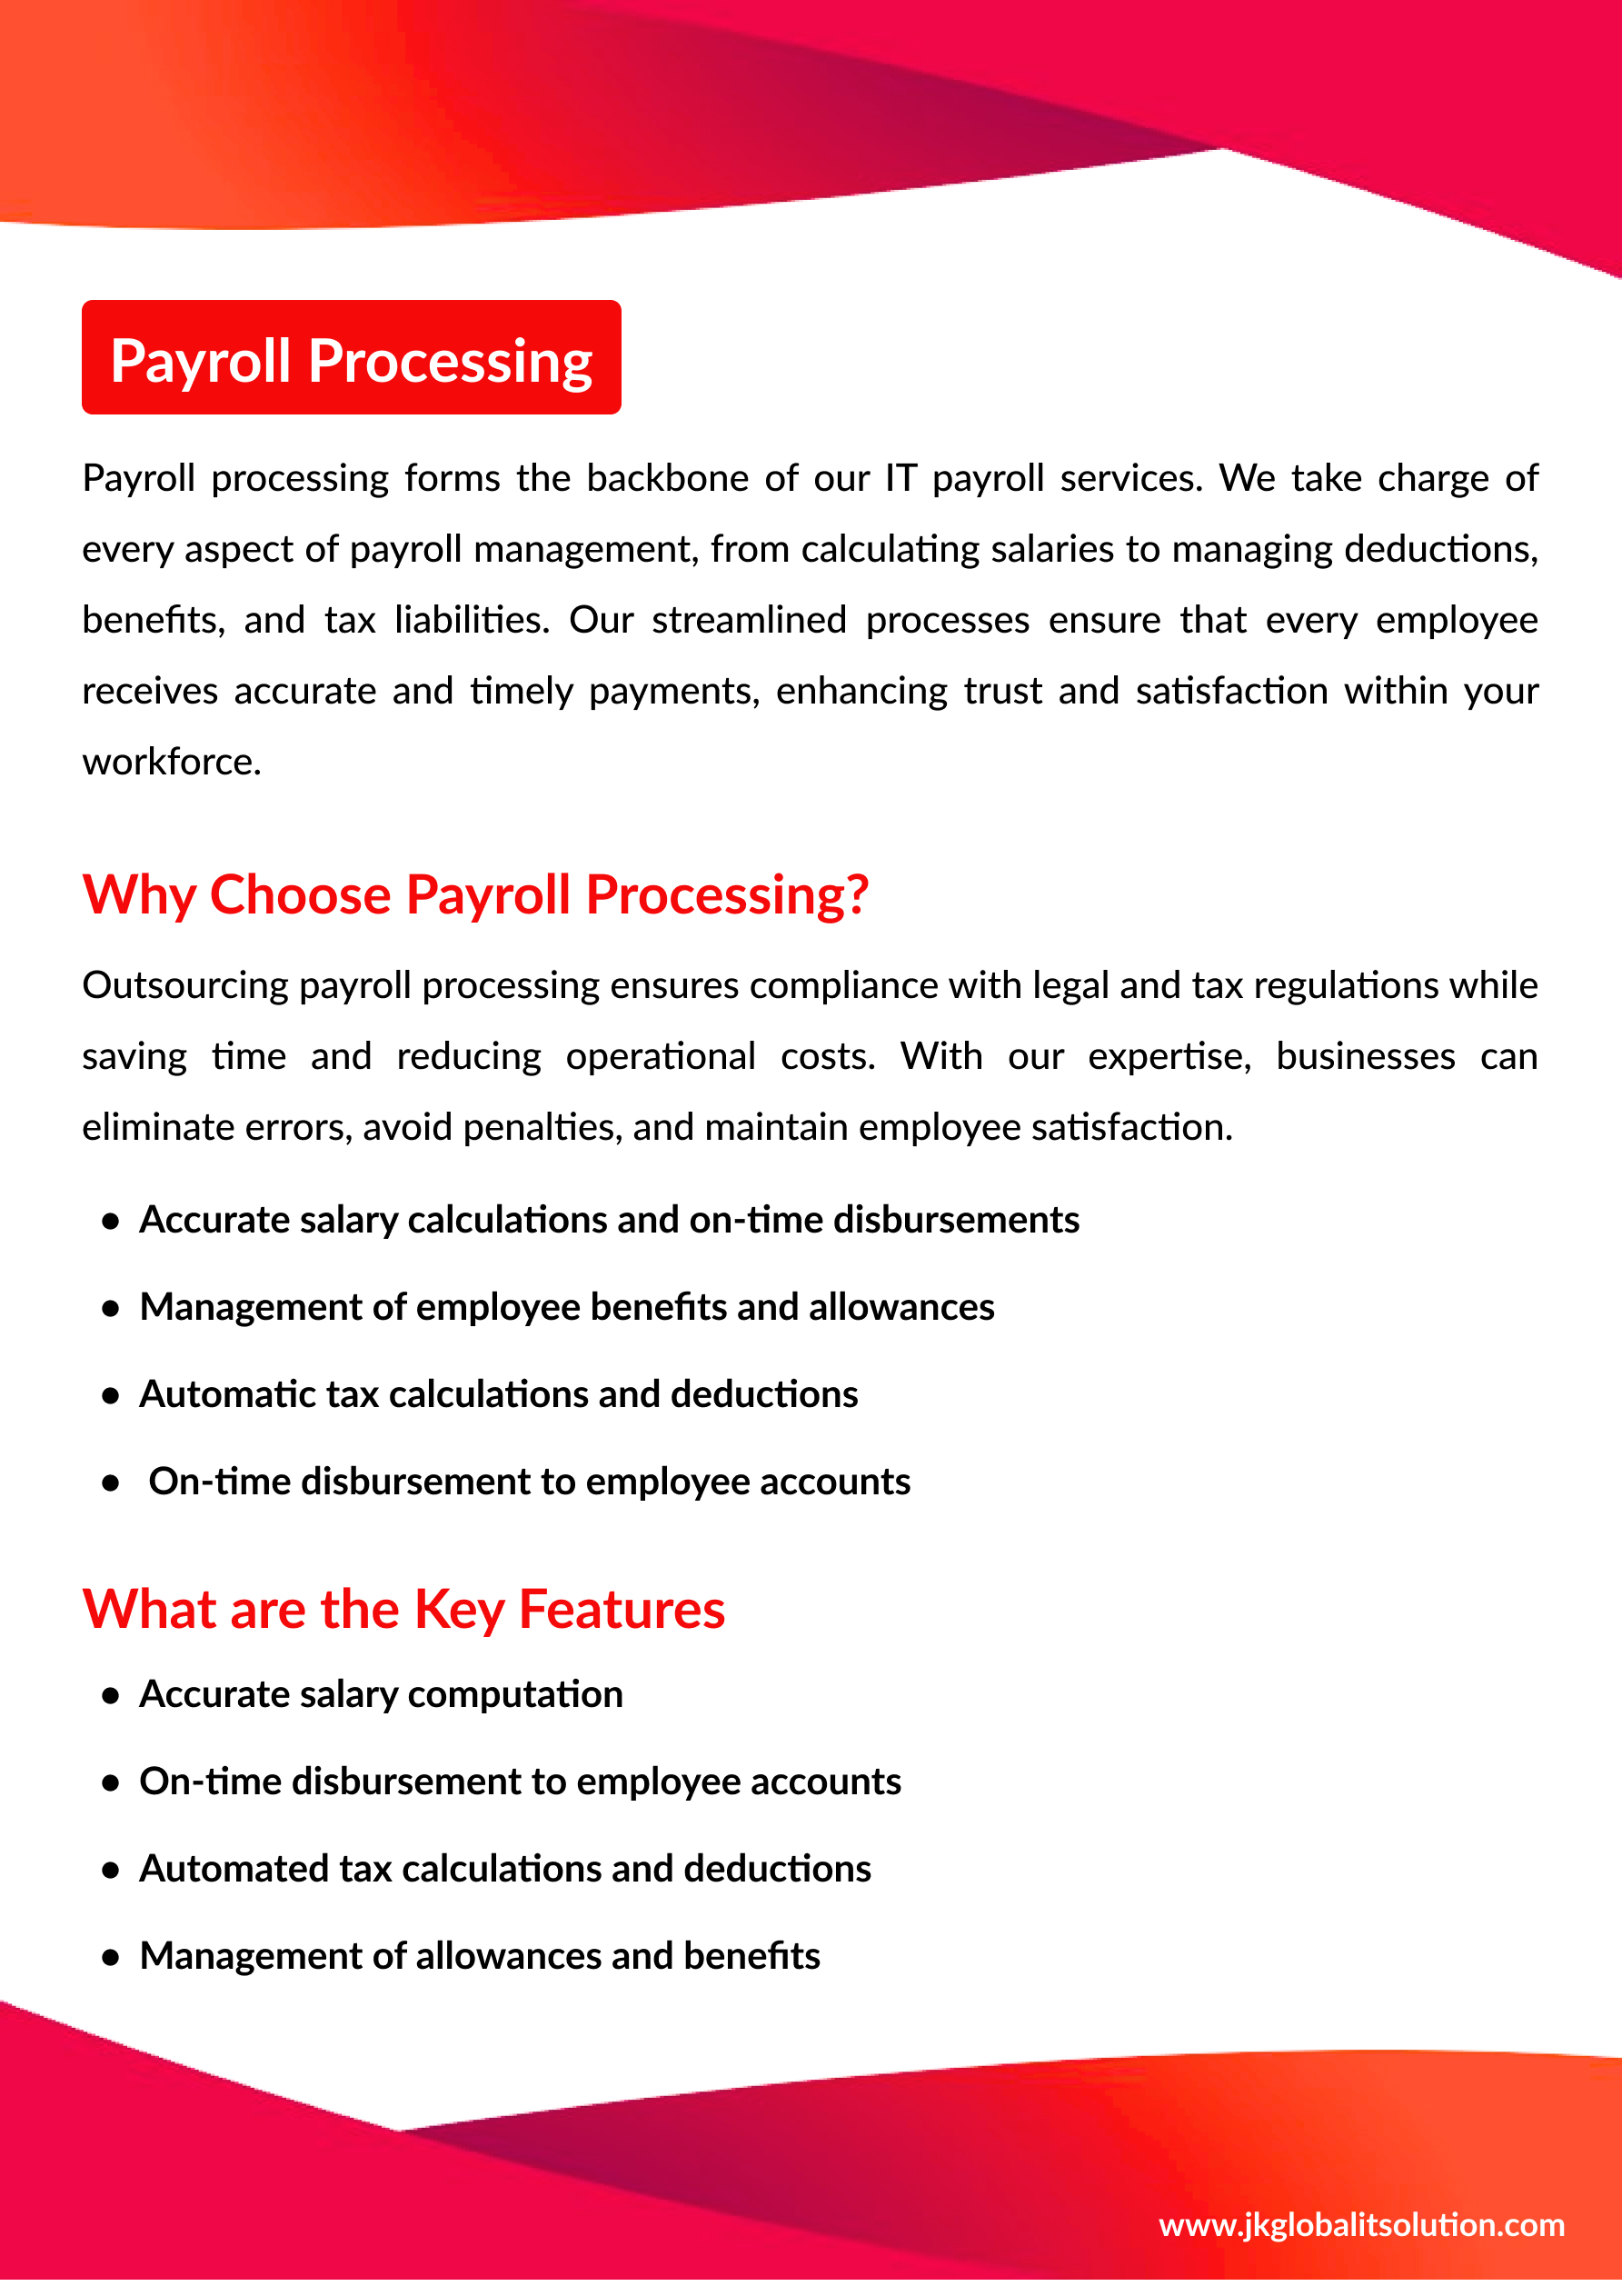 Payroll Processing
Payroll processing forms the backbone of our IT payroll services. We take charge of
every aspect of payroll management, from calculating salaries to managing deductions,
benefits, and tax liabilities. Our streamlined processes ensure that every employee
receives accurate and timely payments, enhancing trust and satisfaction within your
workforce.
Why Choose Payroll Processing?
Outsourcing payroll processing ensures compliance with legal and tax regulations while
saving time and reducing operational costs. With our expertise, businesses can
eliminate errors, avoid penalties, and maintain employee satisfaction.
● Accurate salary calculations and on-time disbursements
● Management of employee benefits and allowances
● Automatic tax calculations and deductions
● On-time disbursement to employee accounts
What are the Key Features
● Accurate salary computation
● On-time disbursement to employee accounts
● Automated tax calculations and deductions
● Management of allowances and benefits
www.jkglobalitsolution.com